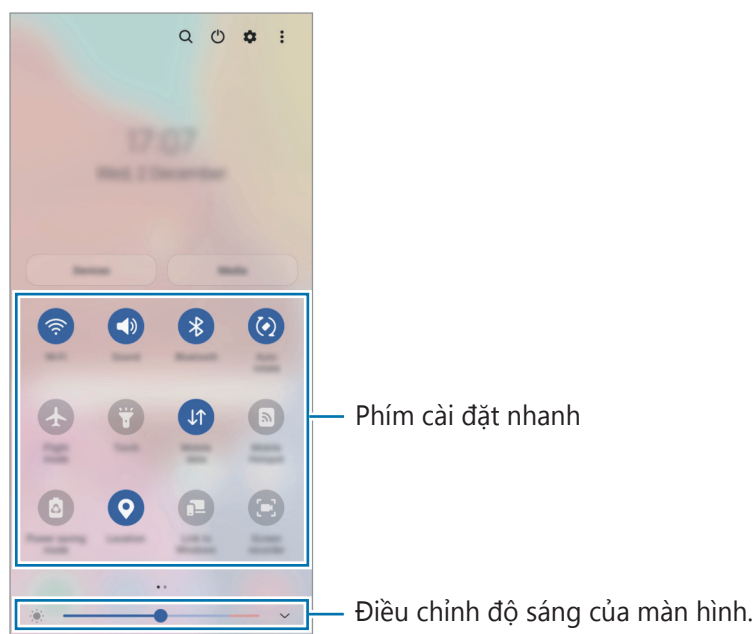 17:07
Wed, 2 December
Devices
Media
Wi-Fi
Sound
Bluetooth
Auto
rotate
Flight
mode
Torch
Mobile
data
Mobile
Hotspot
Power saving
mode
Location
Link to
Windows
Screen
recorder
Phím cài đặt nhanh
Điều chỉnh độ sáng của màn hình.